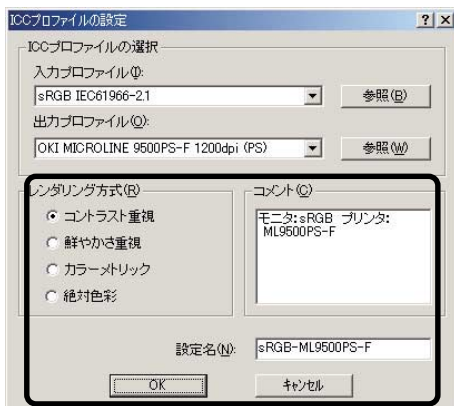 ICCプロファイルの設定
ICCプロファイルの選択
入力プロファイル(I):
sRGB IEC61966-2.1
参照(B)
出力プロファイル(O):
OKI MICROLINE 9500PS-F 1200dpi (PS)
参照(W)
レンダリング方式(R)
コントラスト重視
鮮やかさ重視
カラーメトリック
絶対色彩
コメント(C)
モニタ:sRGB プリンタ:
ML9500PS-F
設定名(N):
sRGB-ML9500PS-F
OK
キャンセル